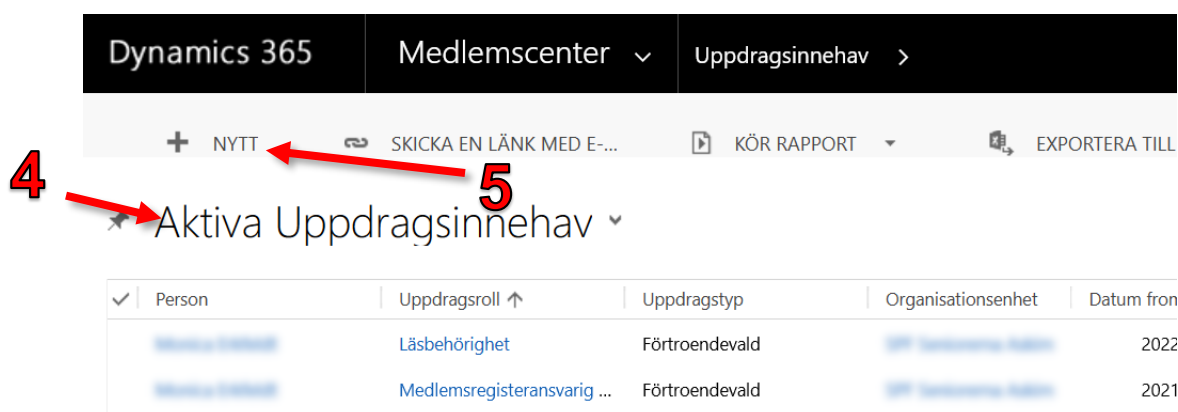 Dynamics 365 Medlemscenter Uppdragsinnehav
NYTT SKICKA EN LÄNK MED E-... KÖR RAPPORT EXPORTERA TILL
4
5
Aktiva Uppdragsinnehav
Person Uppdragsroll Uppdragstyp Organisationsenhet Datum from
Läsbehörighet Förtroendevald 2022
Medlemsregisteransvarig ... Förtroendevald 2021